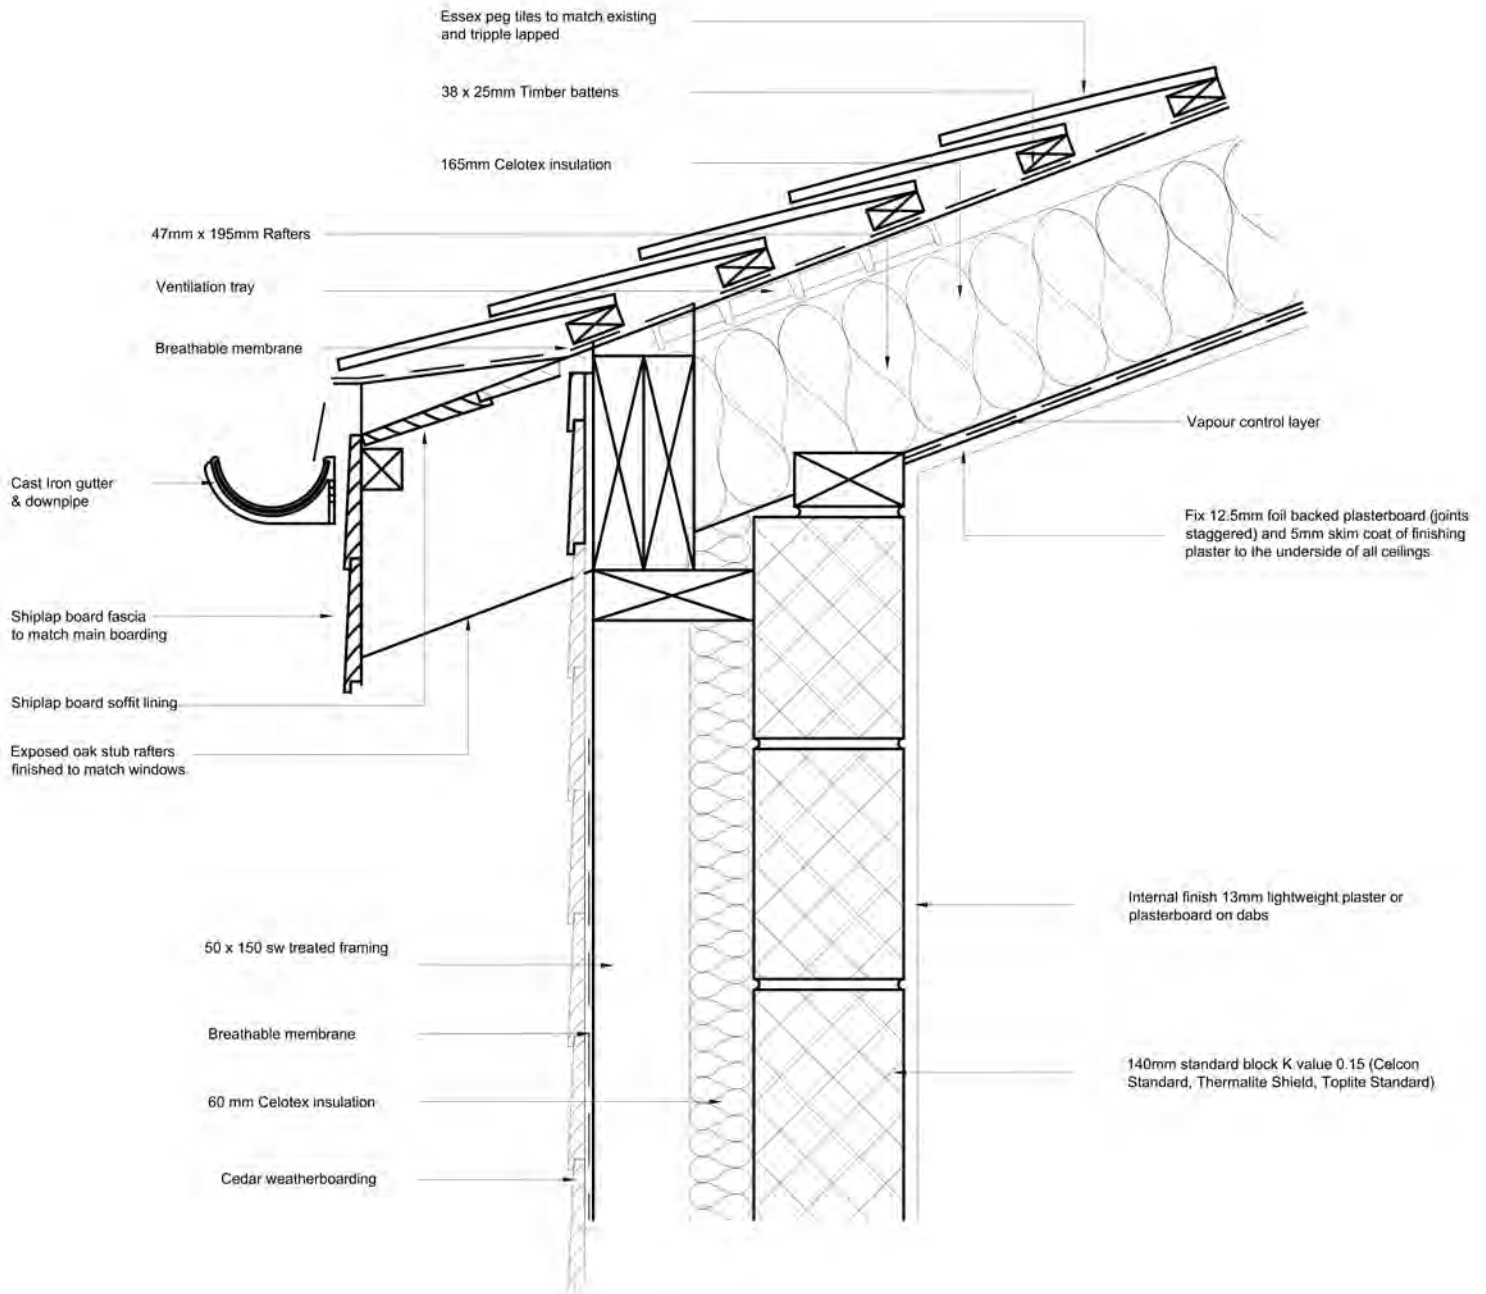 Essex peg tiles to match existing
and tripple lapped
38 x 25mm Timber battens
165mm Celotex insulation
47mm x 195mm Rafters
Ventilation tray
Breathable membrane
Vapour control layer
Cast Iron gutter
& downpipe
Fix 12.5mm foil backed plasterboard (joints
staggered) and 5mm skim coat of finishing
plaster to the underside of all ceilings
Shiplap board fascia
to match main boarding
Shiplap board soffit lining
Exposed oak stub rafters
finished to match windows
Internal finish 13mm lightweight plaster or
plasterboard on dabs
50 x 150 sw treated framing
Breathable membrane
140mm standard block K value 0.15 (Celcon
Standard, Thermalite Shield, Toplite Standard)
60 mm Celotex insulation
Cedar weatherboarding